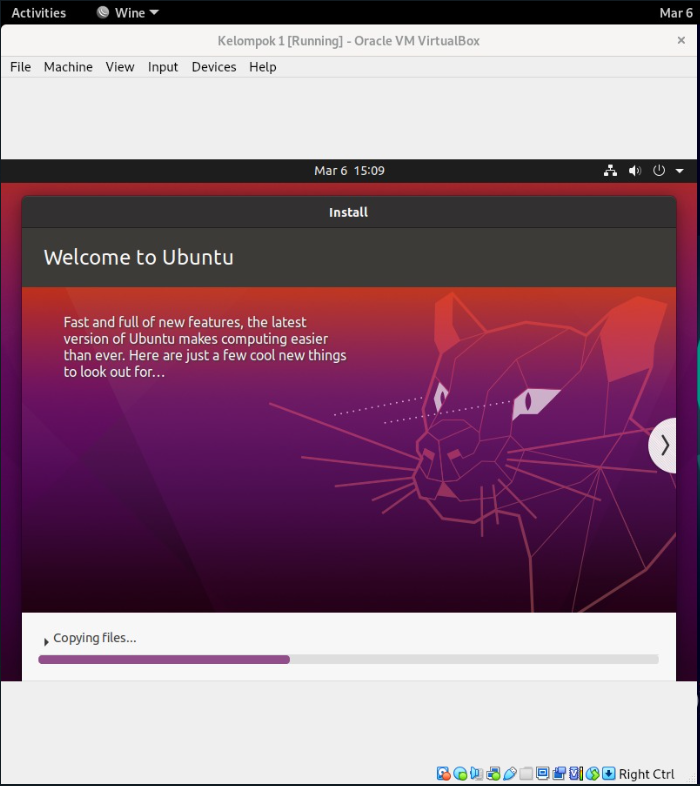 Activities Wine Mar 6
Kelompok 1 [Running] - Oracle VM VirtualBox ×
File Machine View Input Devices Help
Mar 6 15:09
Install
Welcome to Ubuntu
Fast and full of new features, the latest
version of Ubuntu makes computing easier
than ever. Here are just a few cool new things
to look out for...
Copying files...
Right Ctrl